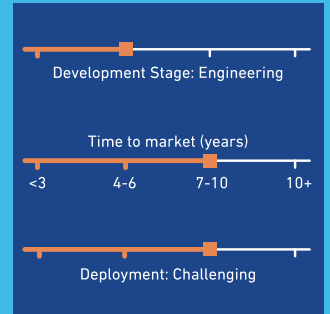 Development Stage: Engineering
Time to market (years)
<3 4-6 7-10 10+
Deployment: Challenging